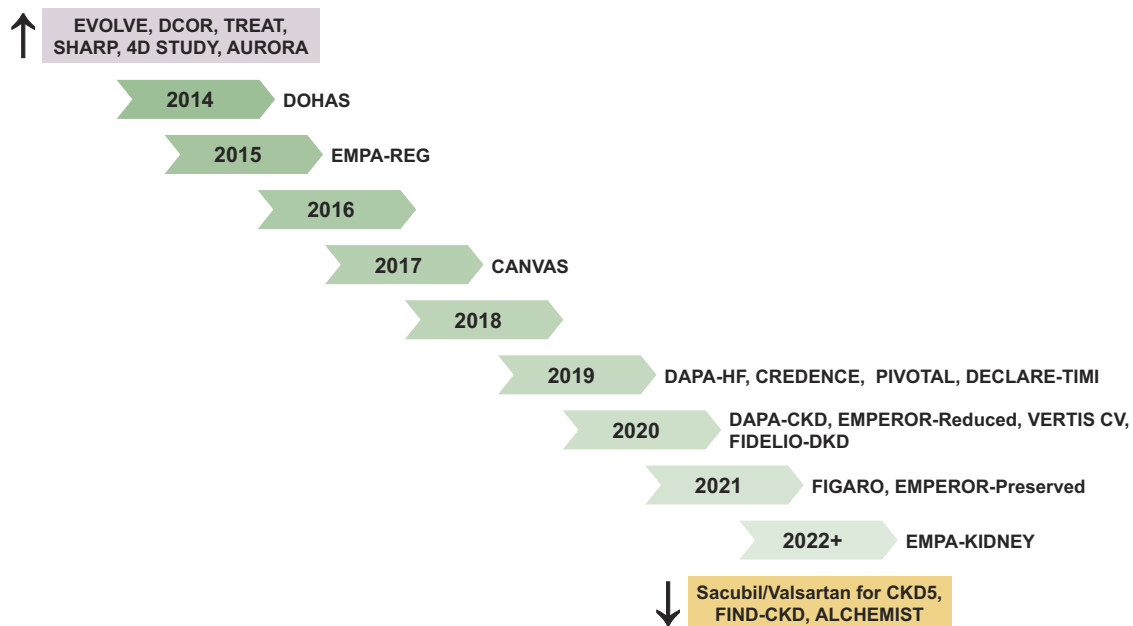 EVOLVE, DCOR, TREAT,
SHARP, 4D STUDY, AURORA
2014 DOHAS
2015 EMPA-REG
2016
2017 CANVAS
2018
2019 DAPA-HF, CREDENCE, PIVOTAL, DECLARE-TIMI
2020 DAPA-CKD, EMPEROR-Reduced, VERTIS CV,
FIDELIO-DKD
2021 FIGARO, EMPEROR-Preserved
2022+ EMPA-KIDNEY
Sacubil/Valsartan for CKD5,
FIND-CKD, ALCHEMIST